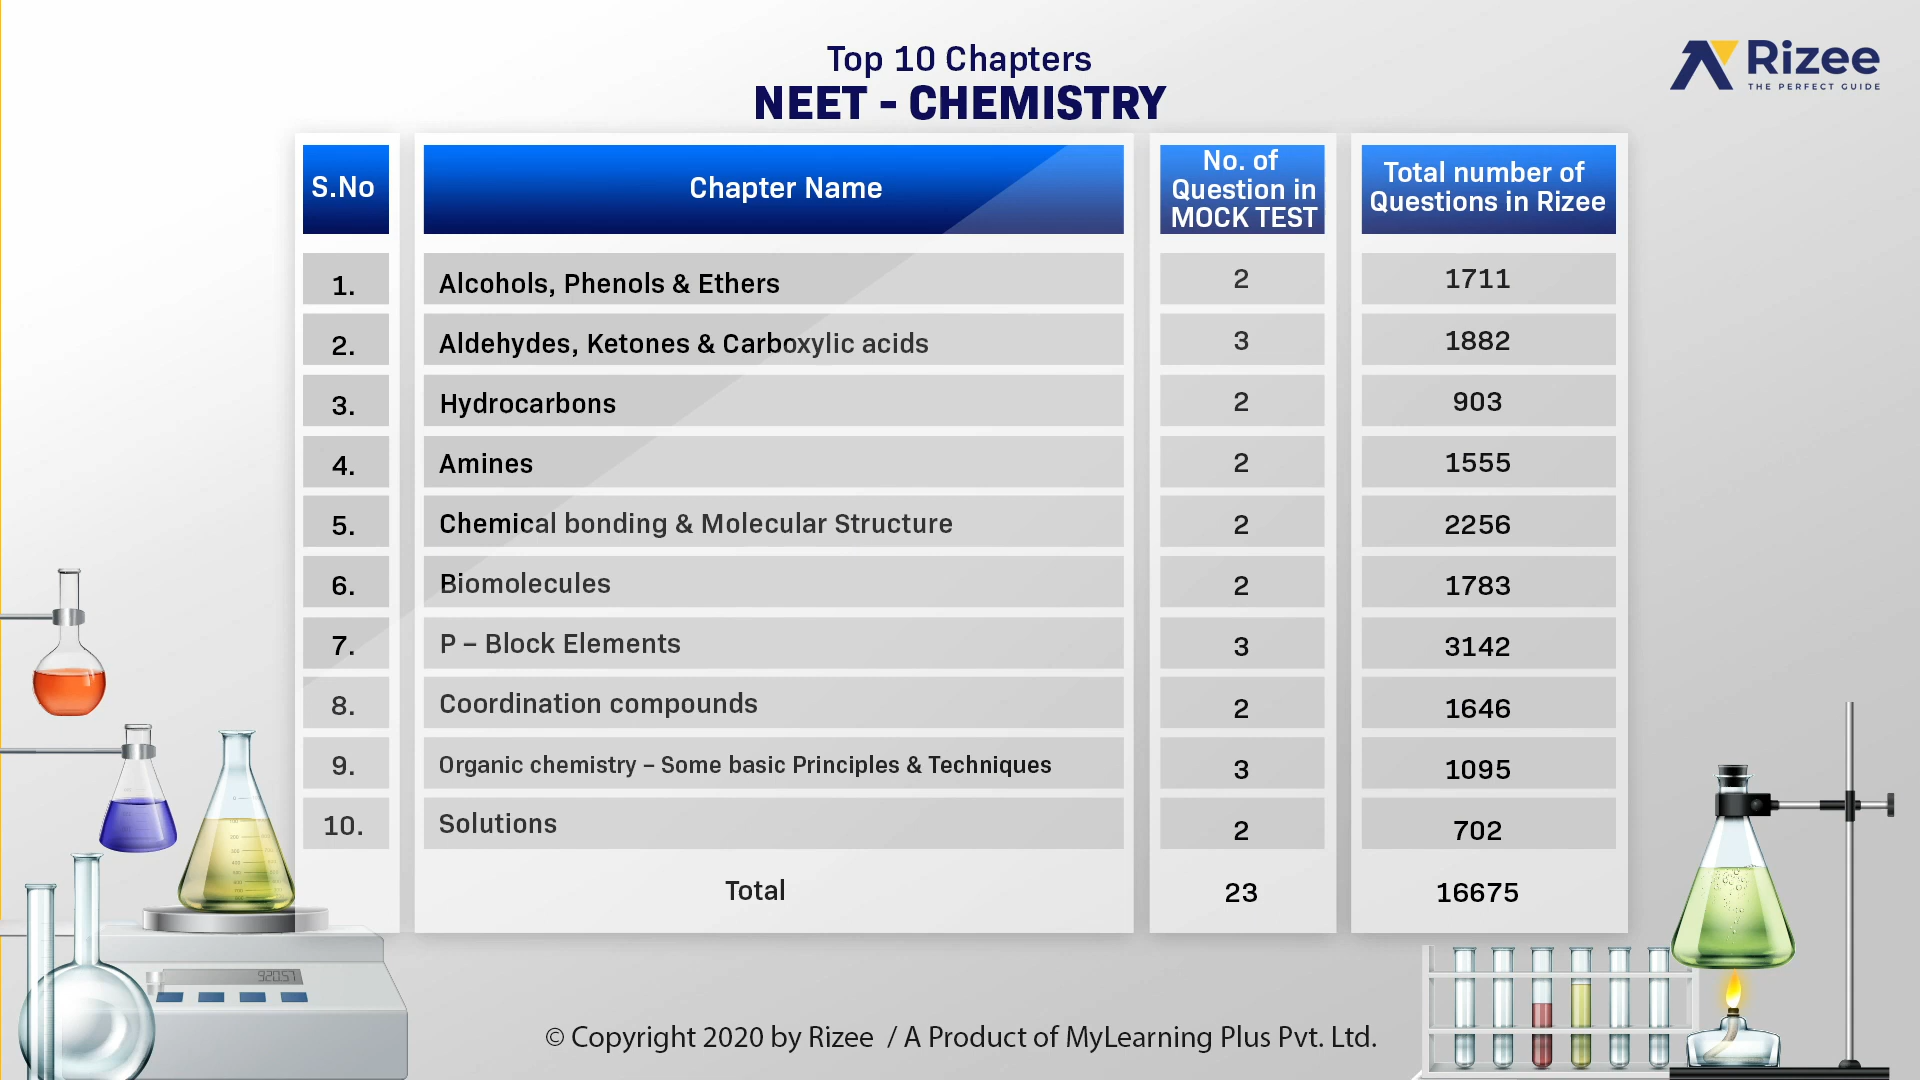 Top 10 Chapters
NEET - CHEMISTRY
Rizee
THE PERFECT GUIDE
S.No Chapter Name No. of Question in MOCK TEST Total number of Questions in Rizee
1. Alcohols, Phenols & Ethers 2 1711
2. Aldehydes, Ketones & Carboxylic acids 3 1882
3. Hydrocarbons 2 903
4. Amines 2 1555
5. Chemical bonding & Molecular Structure 2 2256
6. Biomolecules 2 1783
7. P – Block Elements 3 3142
8. Coordination compounds 2 1646
9. Organic chemistry – Some basic Principles & Techniques 3 1095
10. Solutions 2 702
Total 23 16675
© Copyright 2020 by Rizee / A Product of MyLearning Plus Pvt. Ltd.